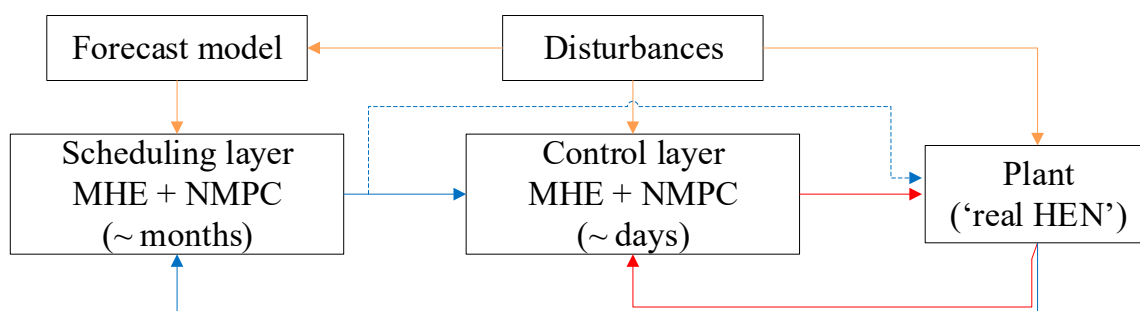 Forecast model
Disturbances
Scheduling layer
MHE + NMPC
(~ months)
Control layer
MHE + NMPC
(~ days)
Plant
(‘real HEN’)